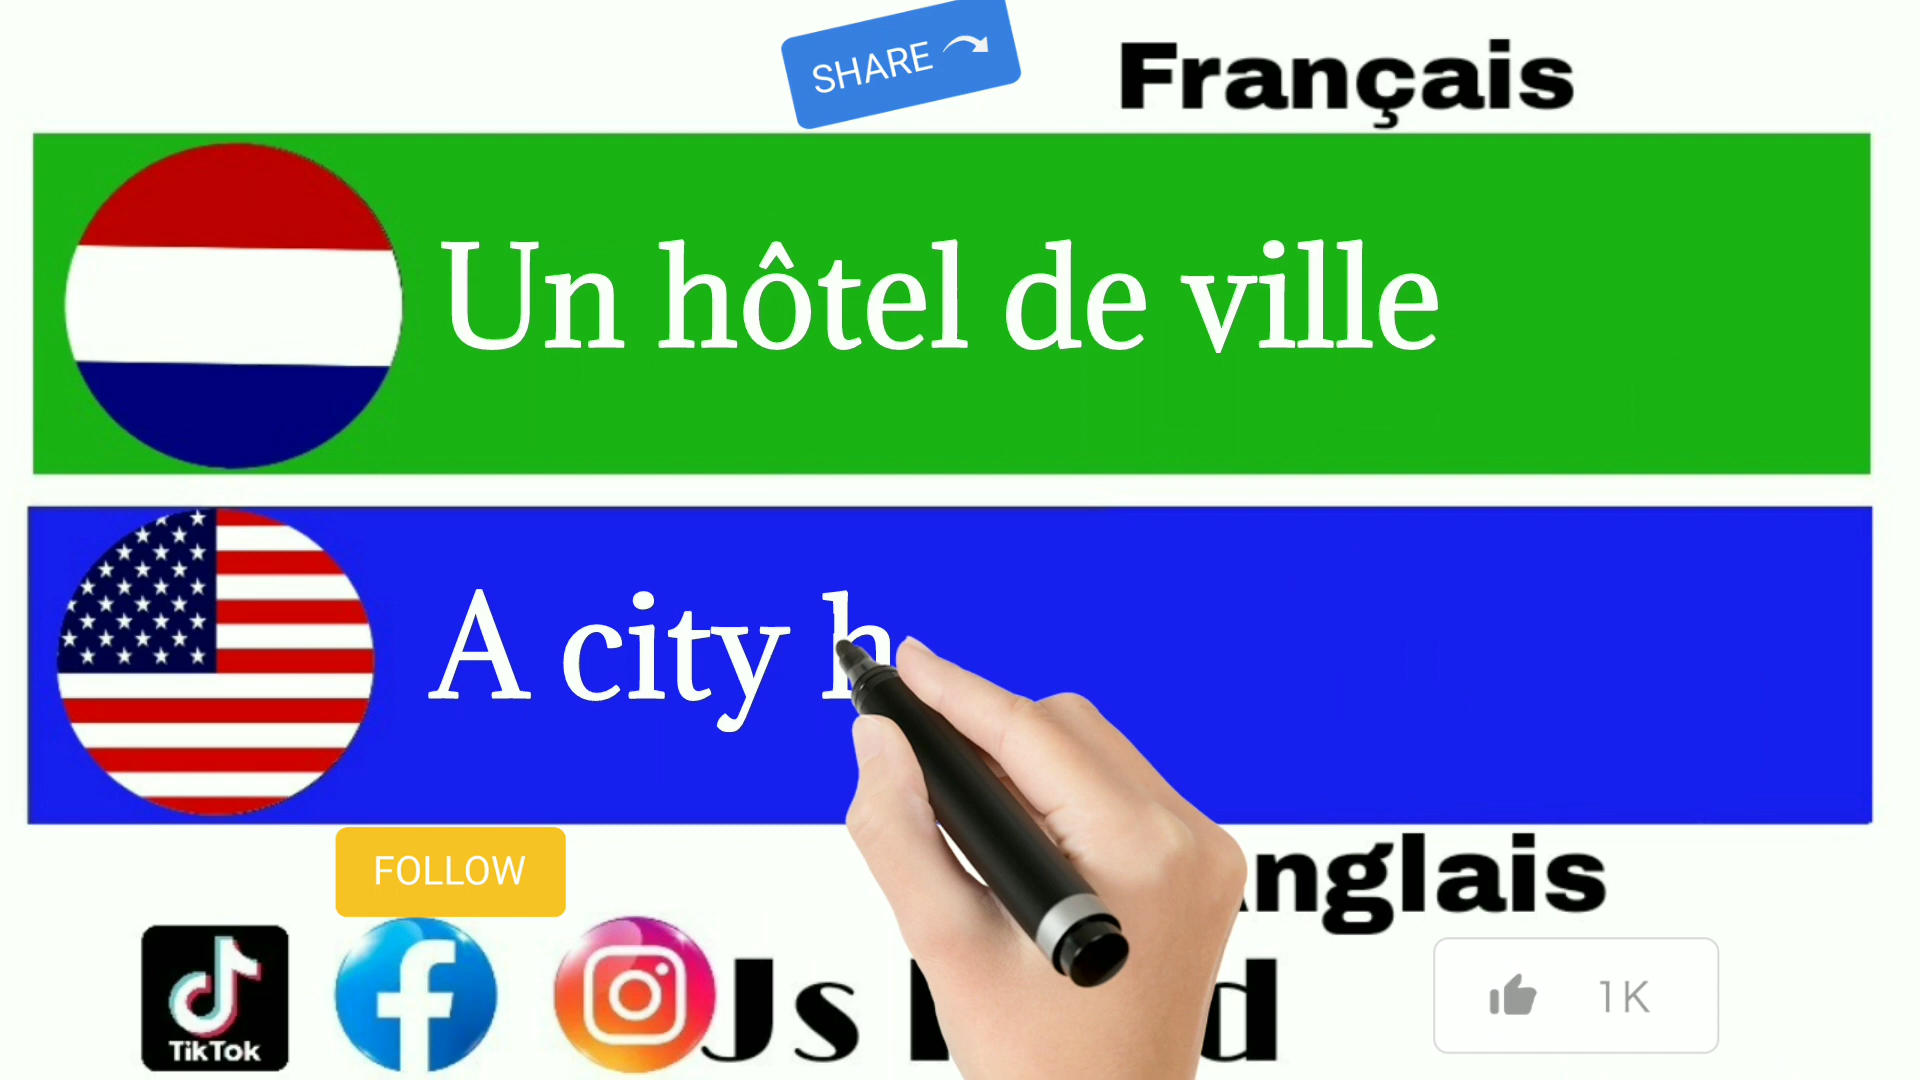 SHARE
Français
Un hôtel de ville
A city h
FOLLOW
nglais
TikTok
Js
1K